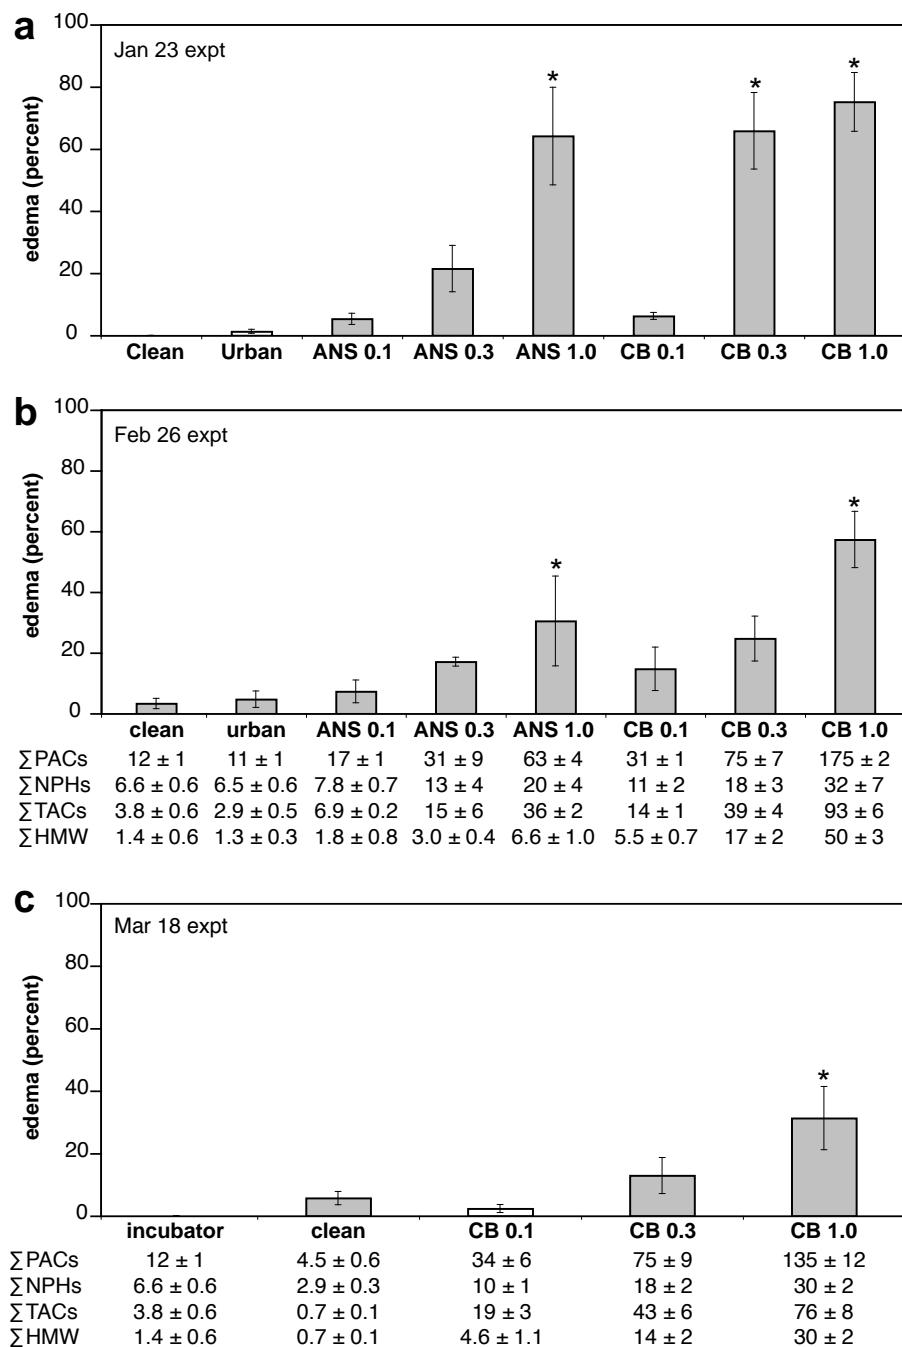 a
Jan 23 expt
edema (percent)
100
80
60
40
20
0
* * *
Clean Urban ANS 0.1 ANS 0.3 ANS 1.0 CB 0.1 CB 0.3 CB 1.0
b
Feb 26 expt
edema (percent)
100
80
60
40
20
0
* *
clean urban ANS 0.1 ANS 0.3 ANS 1.0 CB 0.1 CB 0.3 CB 1.0
∑PACs 12 ± 1 11 ± 1 17 ± 1 31 ± 9 63 ± 4 31 ± 1 75 ± 7 175 ± 2
∑NPHs 6.6 ± 0.6 6.5 ± 0.6 7.8 ± 0.7 13 ± 4 20 ± 4 11 ± 2 18 ± 3 32 ± 7
∑TACs 3.8 ± 0.6 2.9 ± 0.5 6.9 ± 0.2 15 ± 6 36 ± 2 14 ± 1 39 ± 4 93 ± 6
∑HMW 1.4 ± 0.6 1.3 ± 0.3 1.8 ± 0.8 3.0 ± 0.4 6.6 ± 1.0 5.5 ± 0.7 17 ± 2 50 ± 3
c
Mar 18 expt
edema (percent)
100
80
60
40
20
0
*
incubator clean CB 0.1 CB 0.3 CB 1.0
∑PACs 12 ± 1 4.5 ± 0.6 34 ± 6 75 ± 9 135 ± 12
∑NPHs 6.6 ± 0.6 2.9 ± 0.3 10 ± 1 18 ± 2 30 ± 2
∑TACs 3.8 ± 0.6 0.7 ± 0.1 19 ± 3 43 ± 6 76 ± 8
∑HMW 1.4 ± 0.6 0.7 ± 0.1 4.6 ± 1.1 14 ± 2 30 ± 2